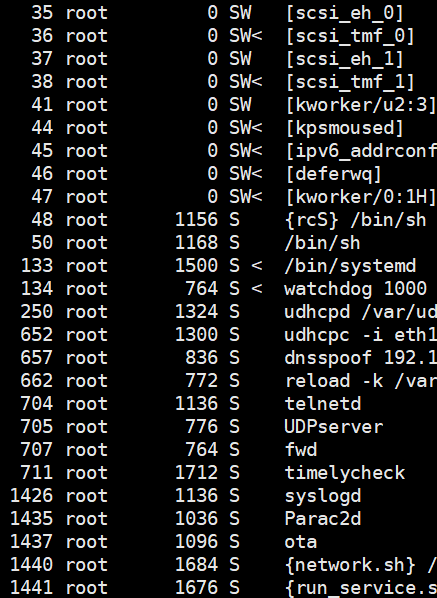 35 root 0 SW [scsi_eh_0]
36 root 0 SW< [scsi_tmf_0]
37 root 0 SW [scsi_eh_1]
38 root 0 SW< [scsi_tmf_1]
41 root 0 SW [kworker/u2:3]
44 root 0 SW< [kpsmoused]
45 root 0 SW< [ipv6_addrconf
46 root 0 SW< [deferwq]
47 root 0 SW< [kworker/0:1H]
48 root 1156 S {rcS} /bin/sh
50 root 1168 S /bin/sh
133 root 1500 S < /bin/systemd
134 root 764 S < watchdog 1000
250 root 1324 S udhcpd /var/ud
652 root 1300 S udhcpc -i eth1
657 root 836 S dnsspoof 192.1
662 root 772 S reload -k /var
704 root 1136 S telnetd
705 root 776 S UDPserver
707 root 764 S fwd
711 root 1712 S timelycheck
1426 root 1136 S syslogd
1435 root 1036 S Parac2d
1437 root 1096 S ota
1440 root 1684 S {network.sh} /
1441 root 1676 S {run_service.s